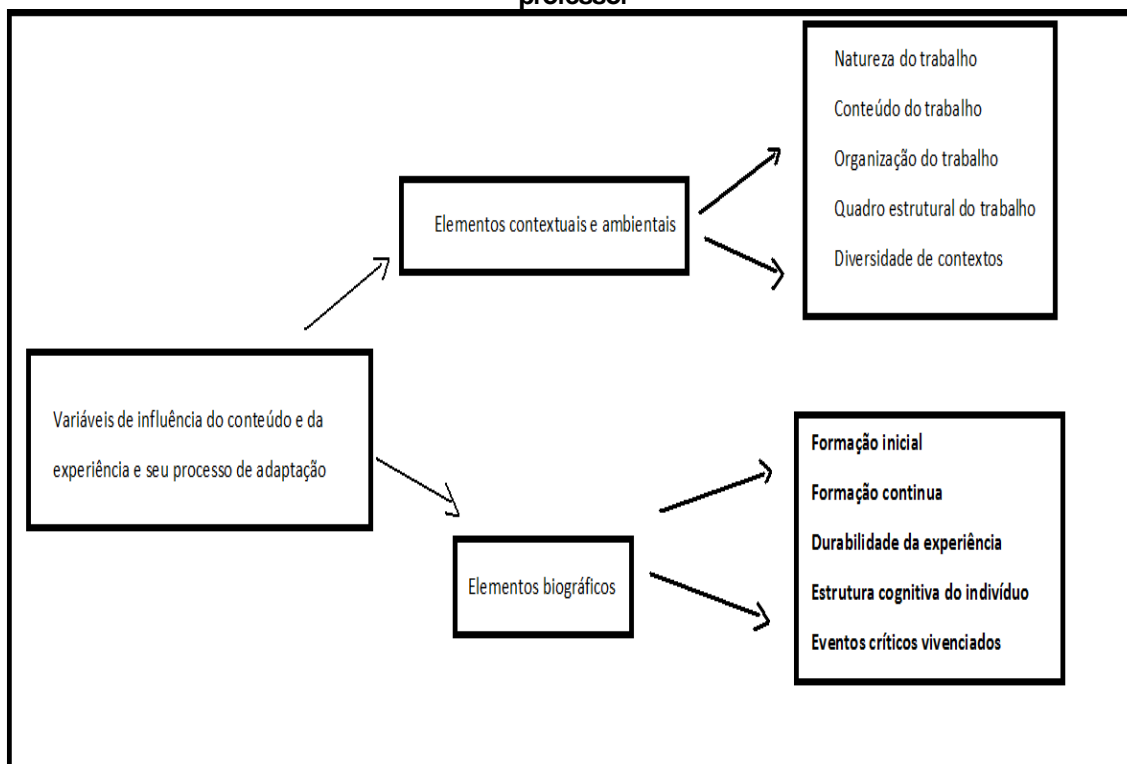 professor
Natureza do trabalho
Conteúdo do trabalho
Organização do trabalho
Quadro estrutural do trabalho
Diversidade de contextos
Elementos contextuais e ambientais
Variáveis de influência do conteúdo e da
experiência e seu processo de adaptação
Elementos biográficos
Formação inicial
Formação continua
Durabilidade da experiência
Estrutura cognitiva do indivíduo
Eventos críticos vivenciados